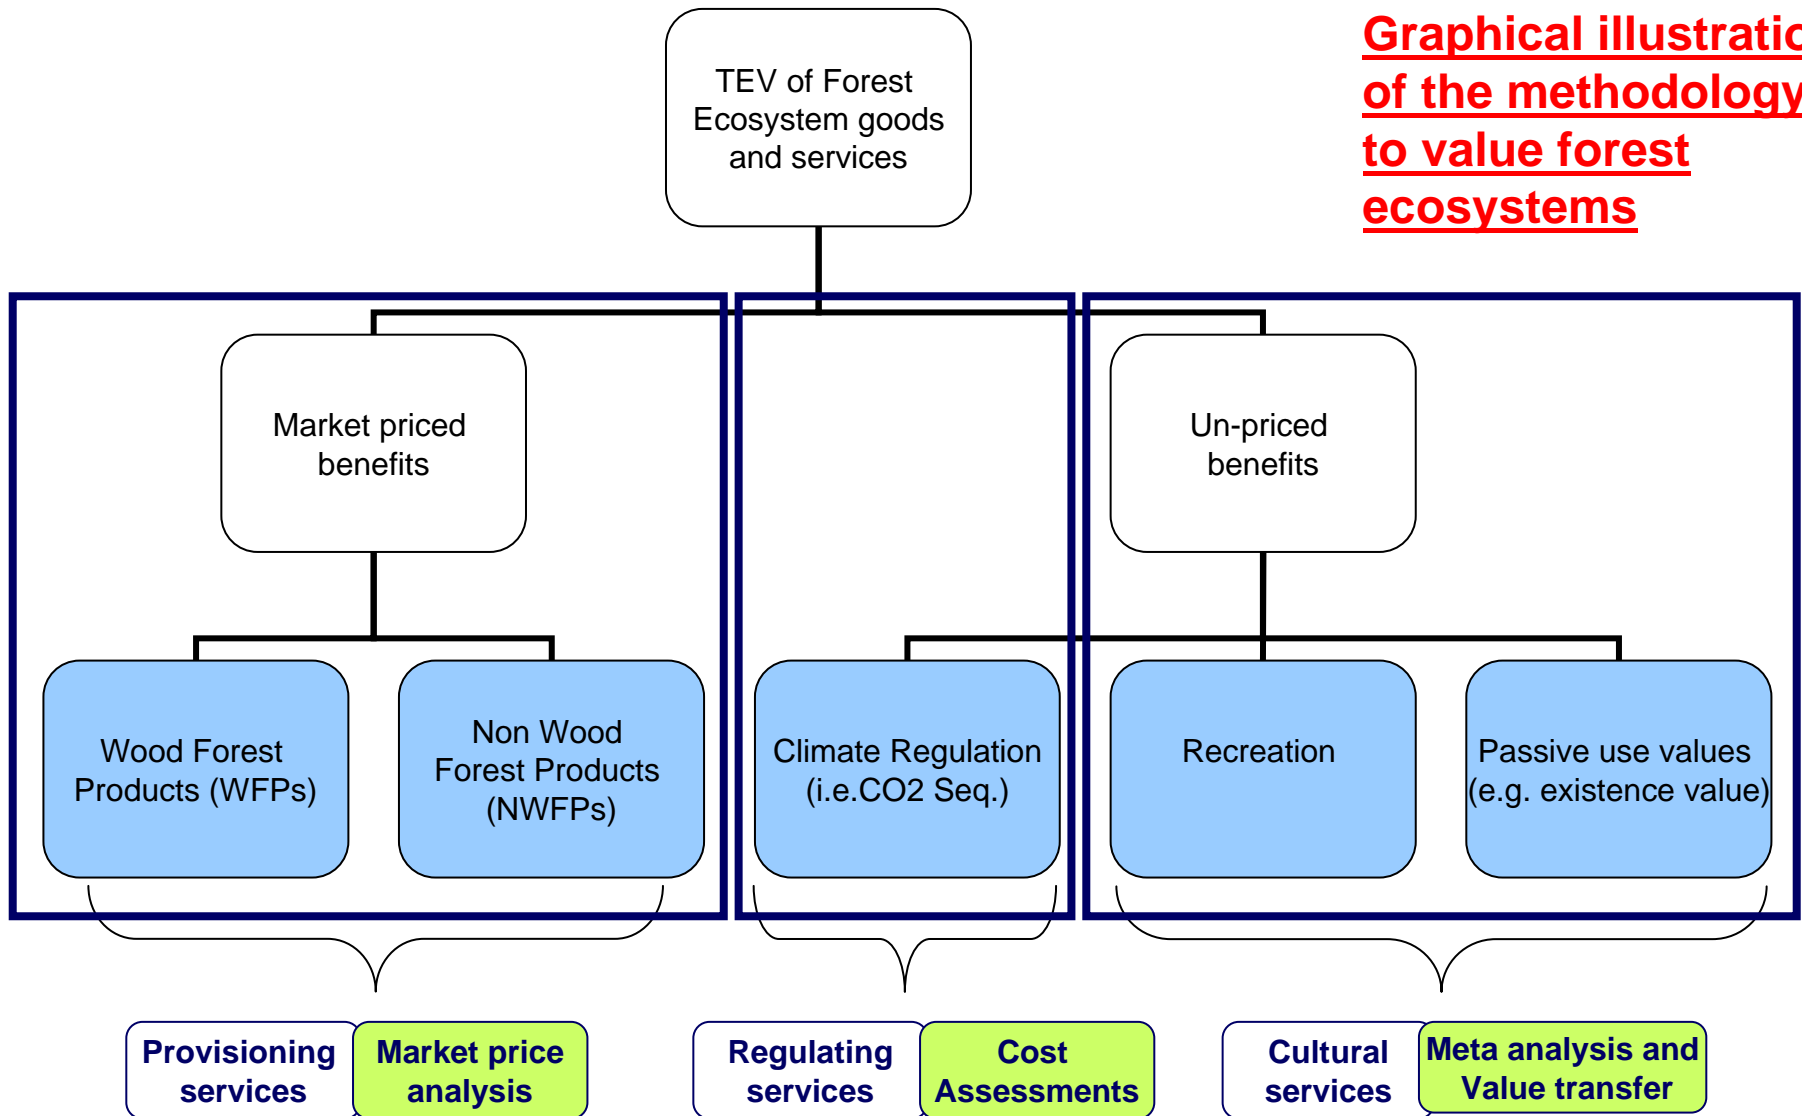 Graphical illustratio
of the methodology
to value forest
ecosystems
TEV of Forest
Ecosystem goods
and services
Market priced
benefits
Un-priced
benefits
Wood Forest
Products (WFPs)
Non Wood
Forest Products
(NWFPs)
Climate Regulation
(i.e.CO2 Seq.)
Recreation
Passive use values
(e.g. existence value)
Provisioning
services
Market price
analysis
Regulating
services
Cost
Assessments
Cultural
services
Meta analysis and
Value transfer